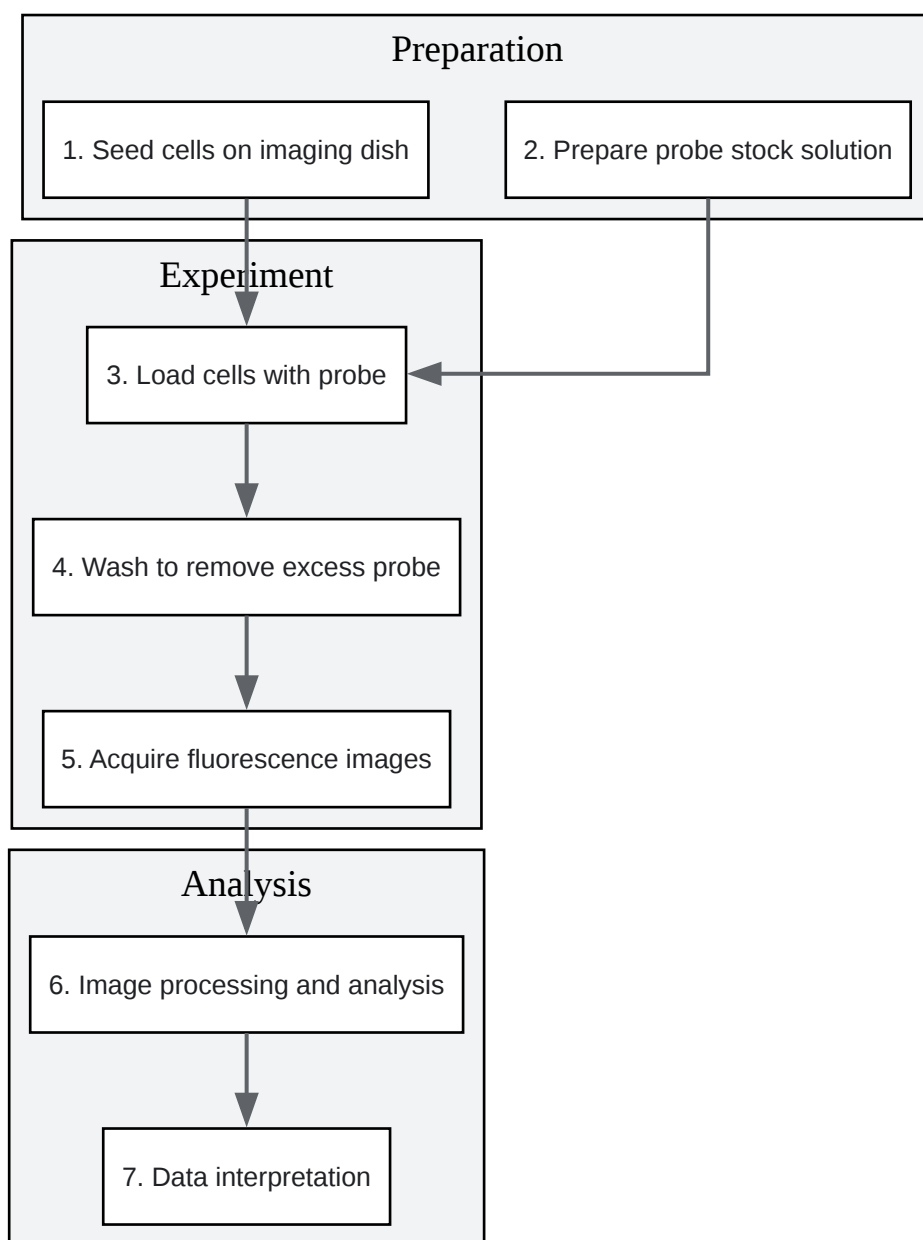 Preparation
1. Seed cells on imaging dish
2. Prepare probe stock solution
Experiment
3. Load cells with probe
4. Wash to remove excess probe
5. Acquire fluorescence images
Analysis
6. Image processing and analysis
7. Data interpretation